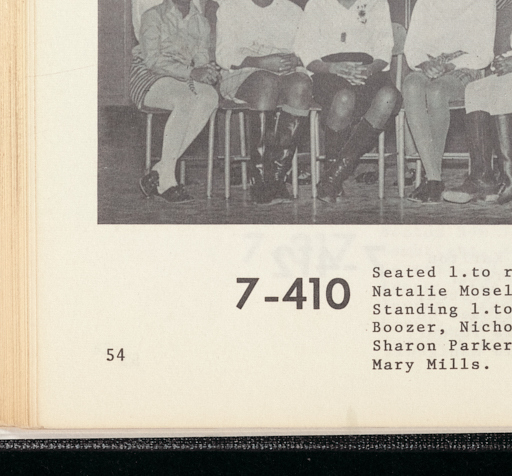 7-410
Seated l.to r
Natalie Mosel
Standing l.to
Boozer, Nicho
Sharon Parker
Mary Mills.
54